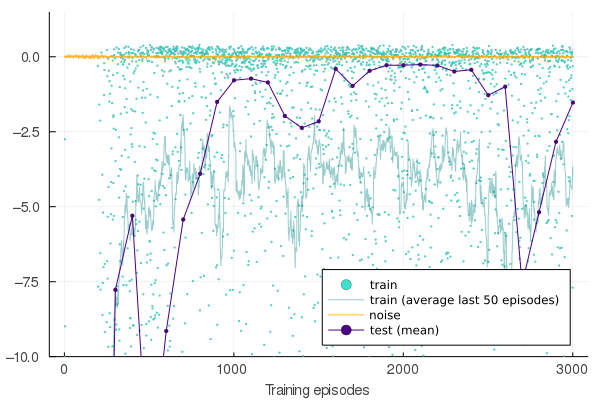 0.0
−2.5
−5.0
−7.5
−10.0
train
train (average last 50 episodes)
noise
test (mean)
0
1000
2000
3000
Training episodes